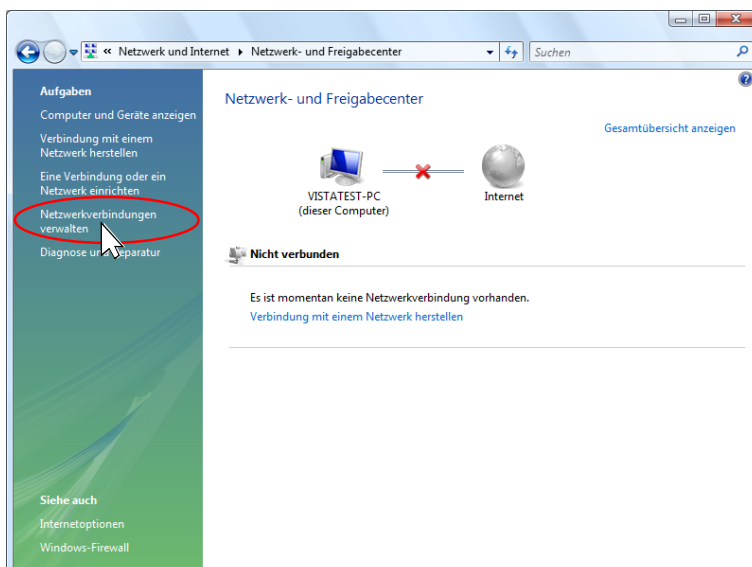 « Netzwerk und Internet ▸ Netzwerk- und Freigabecenter
Suchen
Aufgaben
Computer und Geräte anzeigen
Verbindung mit einem
Netzwerk herstellen
Eine Verbindung oder ein
Netzwerk einrichten
Netzwerkverbindungen
verwalten
Diagnose und Reparatur
Siehe auch
Internetoptionen
Windows-Firewall
Netzwerk- und Freigabecenter
Gesamtübersicht anzeigen
VISTATEST-PC
(dieser Computer)
Internet
Nicht verbunden
Es ist momentan keine Netzwerkverbindung vorhanden.
Verbindung mit einem Netzwerk herstellen